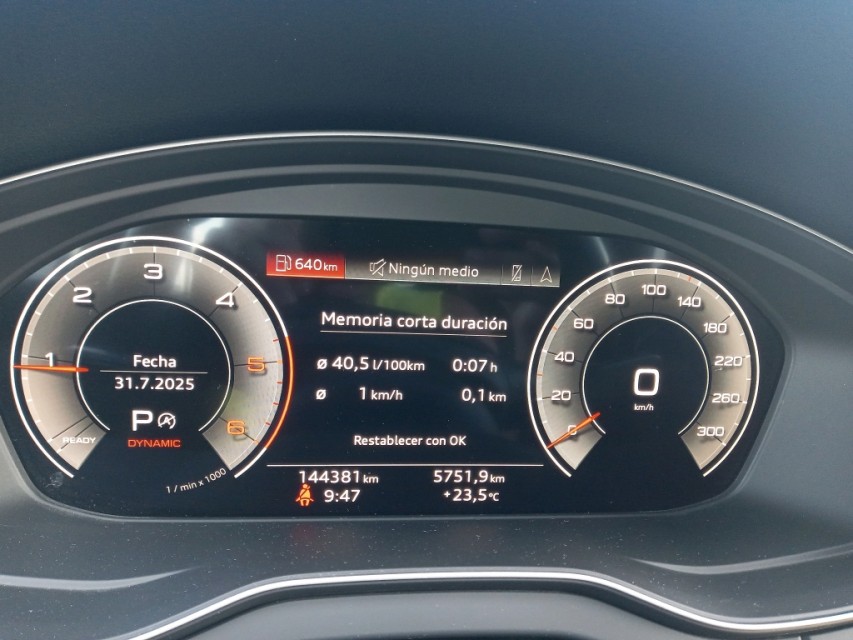 640 km
Ningún medio
1
2
3
4
5
6
READY
Fecha
31.7.2025
P
DYNAMIC
1 / min x 1000
Memoria corta duración
ø 40,5 l/100km 0:07 h
ø 1 km/h 0,1 km
Restablecer con OK
144381 km 5751,9 km
9:47 +23,5 °C
0
20
40
60
80
100
140
180
220
260
300
0
km/h